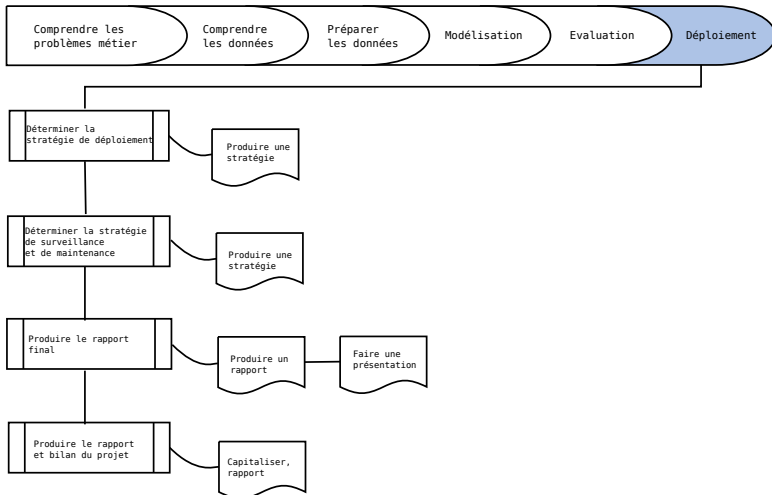 Comprendre les
problèmes métier
Comprendre
les données
Préparer
les données
Modélisation
Evaluation
Déploiement
Déterminer la
stratégie de déploiement
Produire une
stratégie
Déterminer la stratégie
de surveillance
et de maintenance
Produire une
stratégie
Produire le rapport
final
Produire un
rapport
Faire une
présentation
Produire le rapport
et bilan du projet
Capitaliser,
rapport